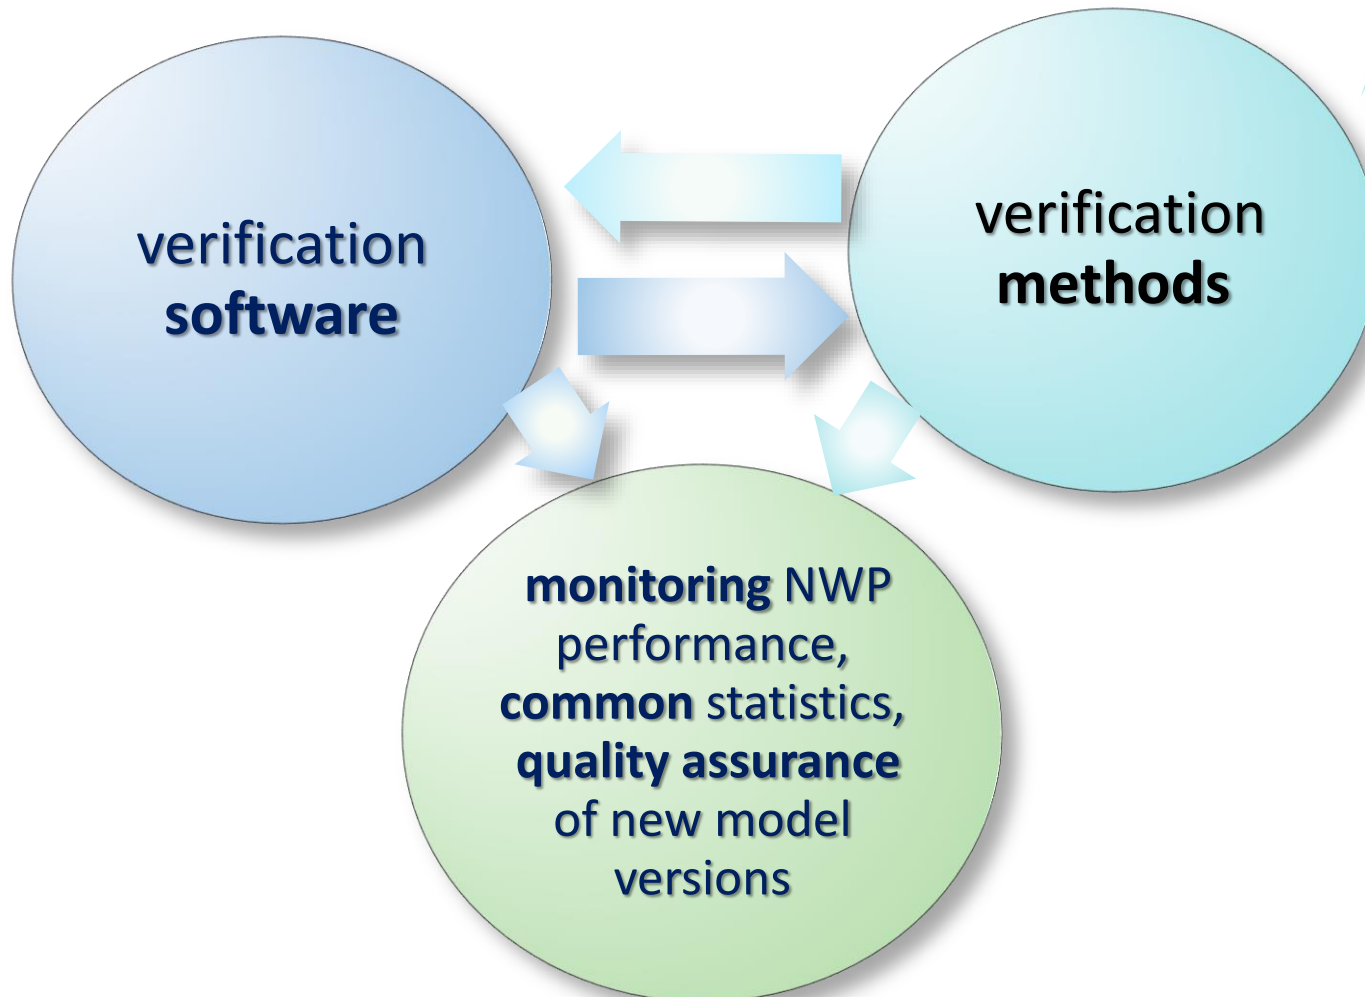 verification
software
verification
methods
monitoring NWP
performance,
common statistics,
quality assurance
of new model
versions